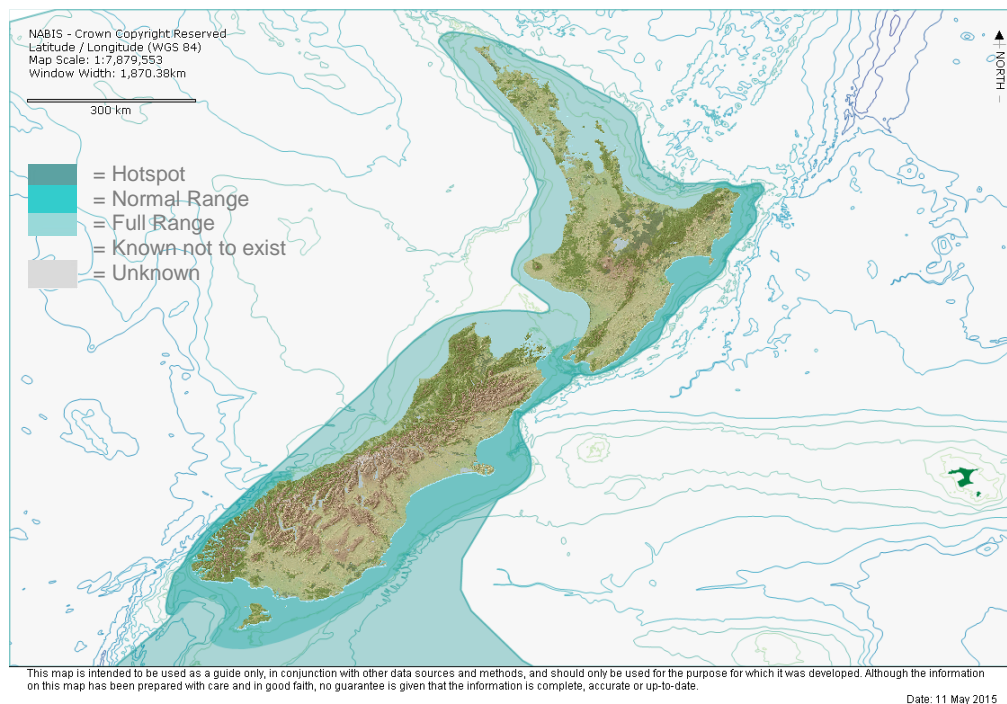 NABIS - Crown Copyright Reserved
Latitude / Longitude (WGS 84)
Map Scale: 1:7,879,553
Window Width: 1,870.38km
300 km
NORTH
= Hotspot
= Normal Range
= Full Range
= Known not to exist
= Unknown
This map is intended to be used as a guide only, in conjunction with other data sources and methods, and should only be used for the purpose for which it was developed. Although the information
on this map has been prepared with care and in good faith, no guarantee is given that the information is complete, accurate or up-to-date.
Date: 11 May 2015